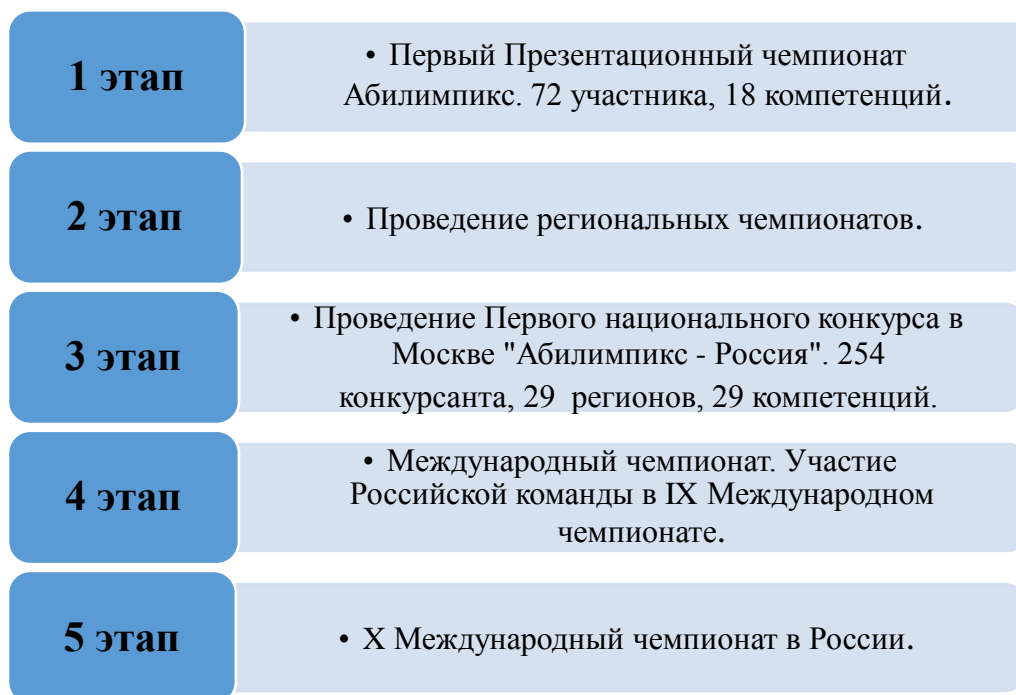 1 этап
• Первый Презентационный чемпионат
Абилимпикс. 72 участника, 18 компетенций.
2 этап
• Проведение региональных чемпионатов.
3 этап
• Проведение Первого национального конкурса в
Москве "Абилимпикс - Россия". 254
конкурсанта, 29 регионов, 29 компетенций.
4 этап
• Международный чемпионат. Участие
Российской команды в IX Международном
чемпионате.
5 этап
• X Международный чемпионат в России.